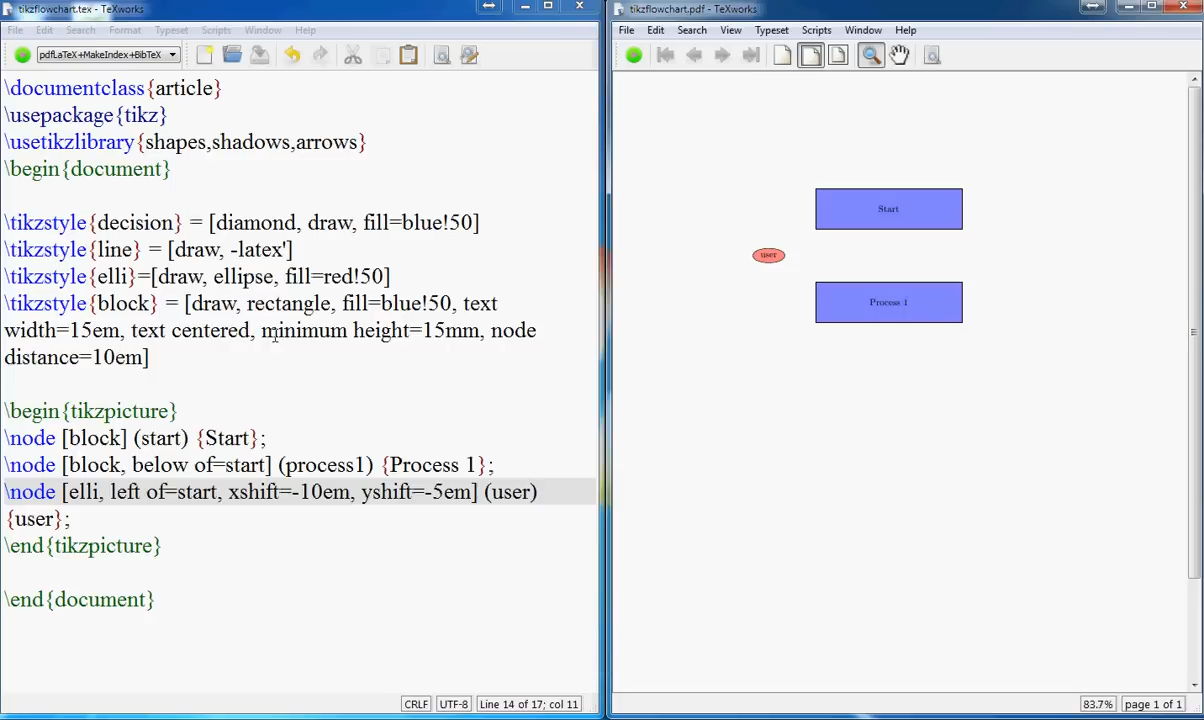 tikzflowchart.tex - TeXworks
File Edit Search Format Typeset Scripts Window Help
pdfLaTeX+MakeIndex+BibTeX
\documentclass{article}
\usepackage{tikz}
\usetikzlibrary{shapes,shadows,arrows}
\begin{document}
\tikzstyle{decision} = [diamond, draw, fill=blue!50]
\tikzstyle{line} = [draw, -latex']
\tikzstyle{elli}=[draw, ellipse, fill=red!50]
\tikzstyle{block} = [draw, rectangle, fill=blue!50, text
width=15em, text centered, minimum height=15mm, node
distance=10em]
\begin{tikzpicture}
\node [block] (start) {Start};
\node [block, below of=start] (process1) {Process 1};
\node [elli, left of=start, xshift=-10em, yshift=-5em] (user)
{user};
\end{tikzpicture}
\end{document}
CRLF UTF-8 Line 14 of 17; col 11
tikzflowchart.pdf - TeXworks
File Edit Search View Typeset Scripts Window Help
Start
user
Process 1
83.7% page 1 of 1